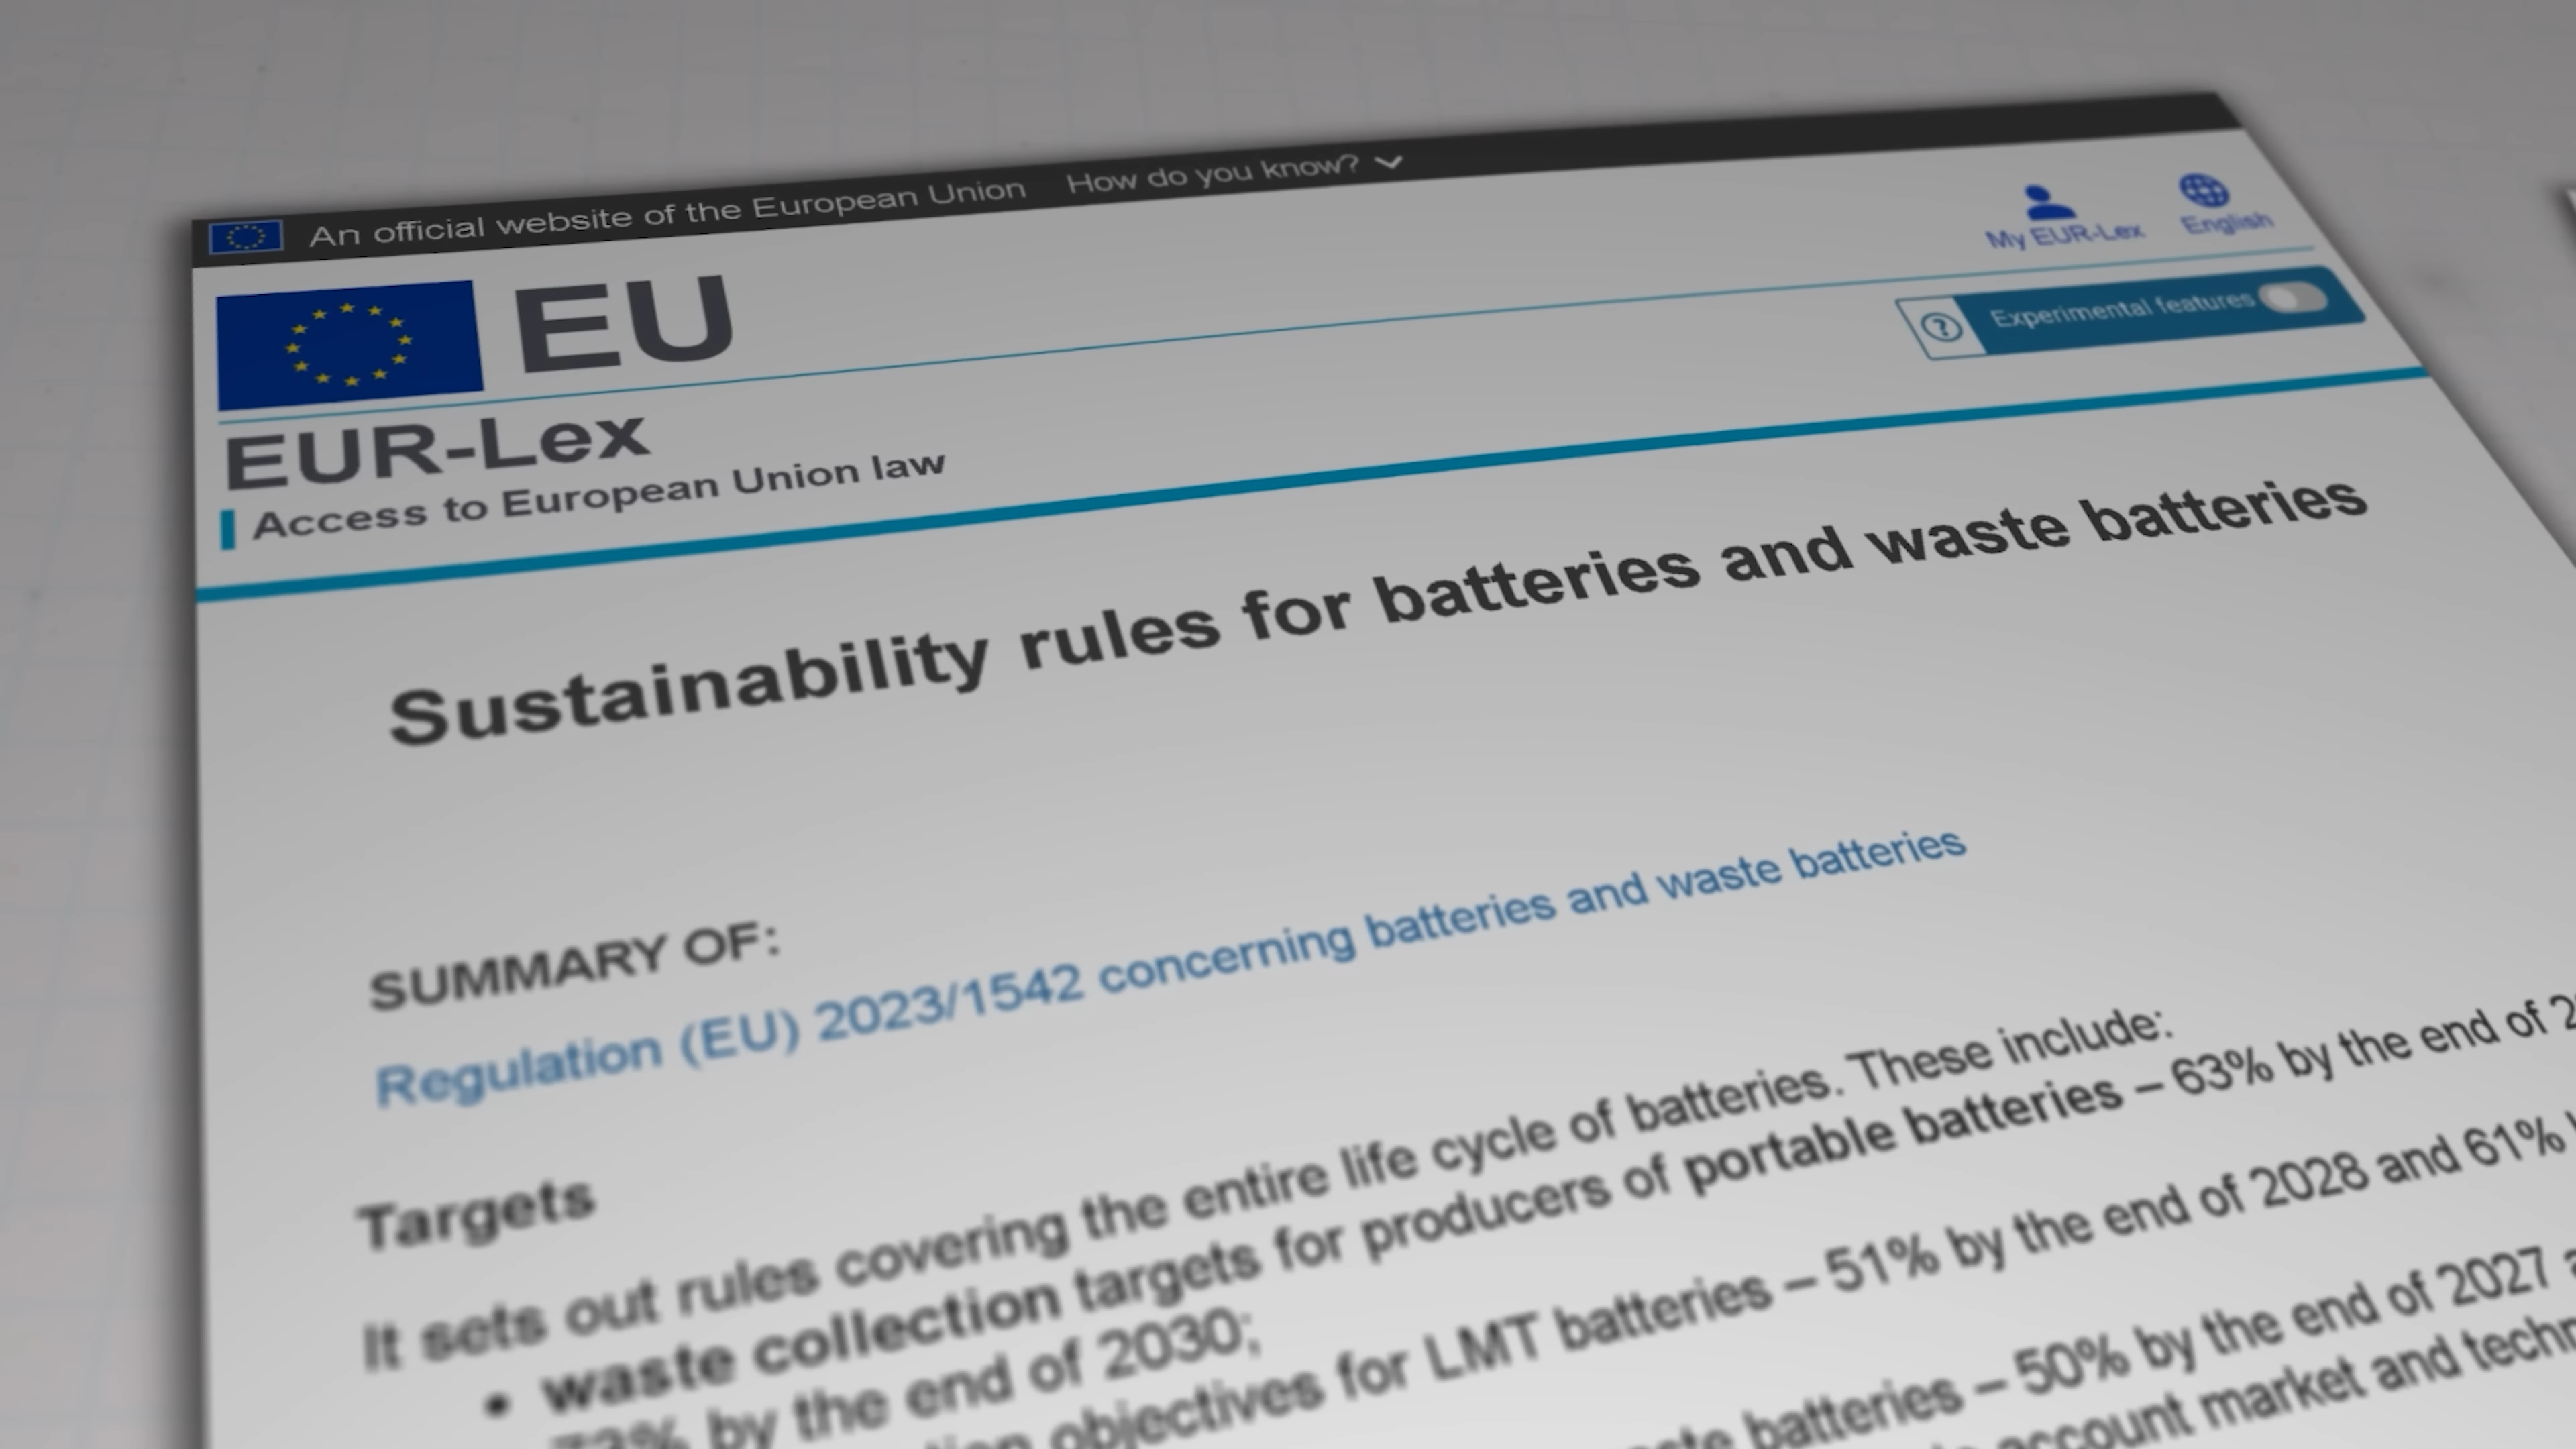 An official website of the European Union How do you know?
My EUR-Lex English
EU
Experimental features
EUR-Lex
Access to European Union law
Sustainability rules for batteries and waste batteries
SUMMARY OF:
Regulation (EU) 2023/1542 concerning batteries and waste batteries
Targets
It sets out rules covering the entire life cycle of batteries. These include:
• waste collection targets for producers of portable batteries – 63% by the end of
73% by the end of 2030;
objectives for LMT batteries – 51% by the end of 2028 and 61%
batteries – 50% by the end of 2027
account market and